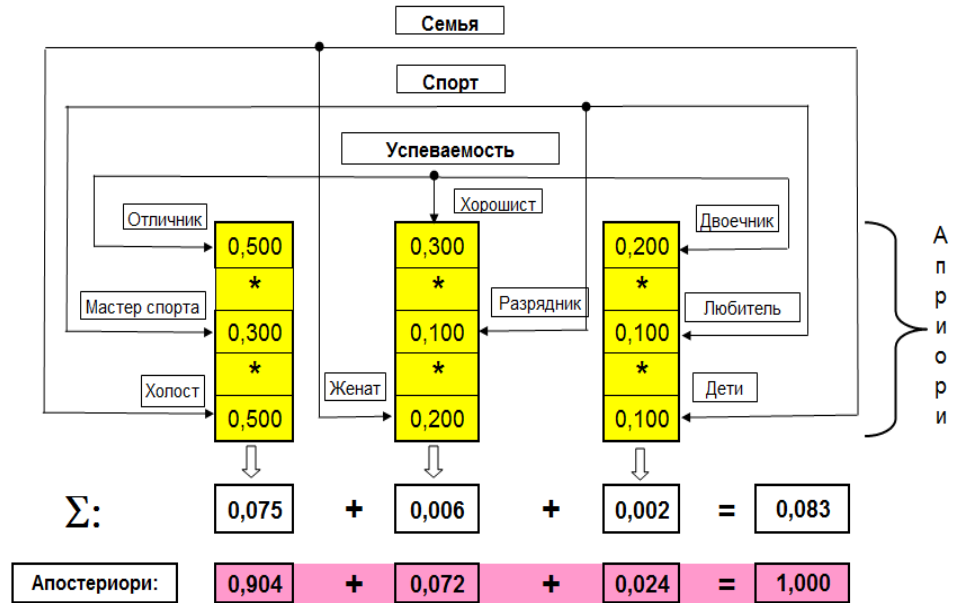 Семья
Спорт
Успеваемость
Отличник
Хорошист
Двоечник
0,500
0,300
0,200
*
*
*
Мастер спорта
Разрядник
Любитель
0,300
0,100
0,100
*
*
*
Холост
Женат
Дети
0,500
0,200
0,100
Априори
Σ:
0,075 + 0,006 + 0,002 = 0,083
Апостериори:
0,904 + 0,072 + 0,024 = 1,000